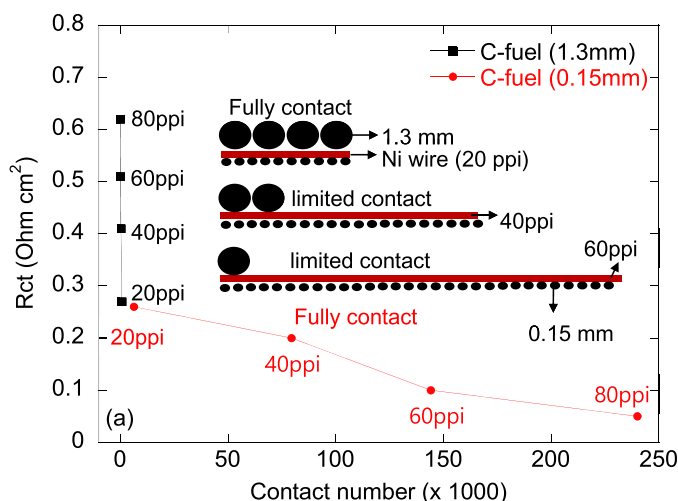 0.8
0.7
0.6
0.5
0.4
0.3
0.2
0.1
0
Rct (Ohm cm²)
C-fuel (1.3mm)
C-fuel (0.15mm)
80ppi
60ppi
40ppi
20ppi
Fully contact
1.3 mm
Ni wire (20 ppi)
limited contact
40ppi
limited contact
60ppi
0.15 mm
Fully contact
20ppi
40ppi
60ppi
80ppi
(a)
0
50
100
150
200
250
Contact number (x 1000)